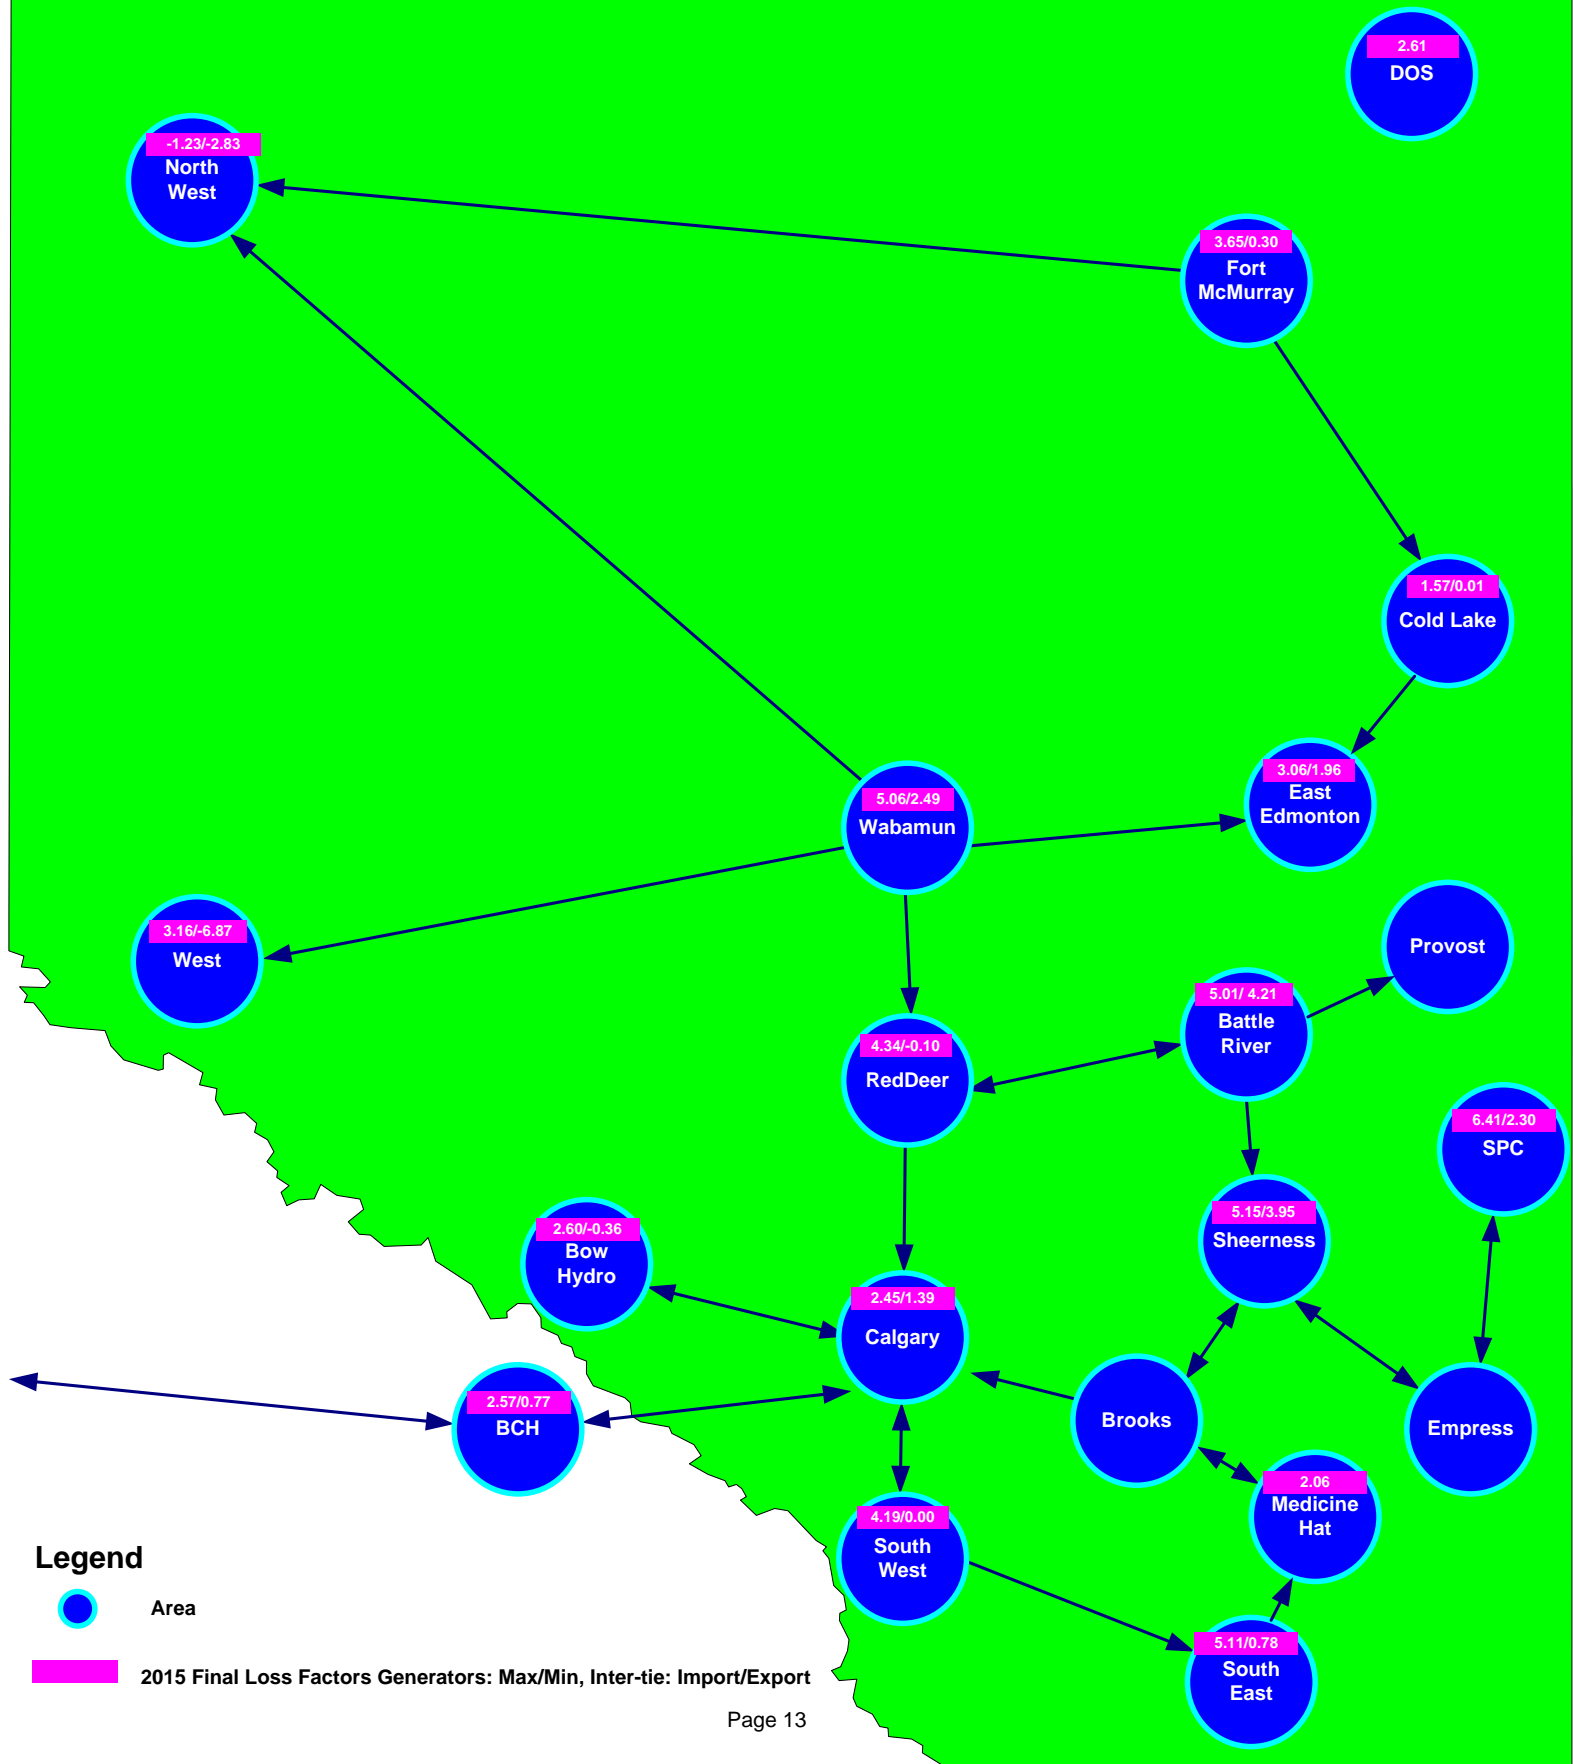 2.61
DOS
-1.23/-2.83
North
West
3.65/0.30
Fort
McMurray
1.57/0.01
Cold Lake
3.06/1.96
East
Edmonton
5.06/2.49
Wabamun
3.16/-6.87
West
Provost
5.01/ 4.21
Battle
River
4.34/-0.10
RedDeer
6.41/2.30
SPC
5.15/3.95
Sheerness
2.60/-0.36
Bow
Hydro
2.45/1.39
Calgary
2.57/0.77
BCH
Brooks
Empress
2.06
Medicine
Hat
4.19/0.00
South
West
5.11/0.78
South
East
Legend
Area
2015 Final Loss Factors Generators: Max/Min, Inter-tie: Import/Export
Page 13